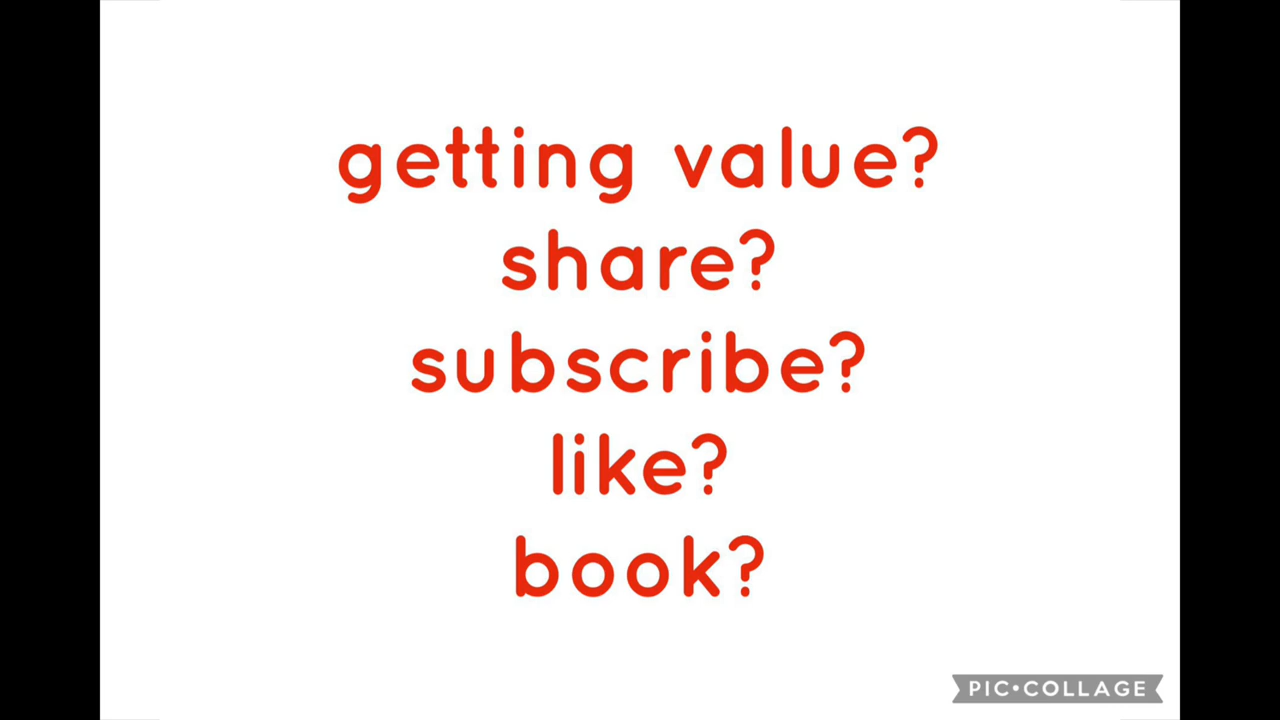 getting value?
share?
subscribe?
like?
book?
PIC•COLLAGE